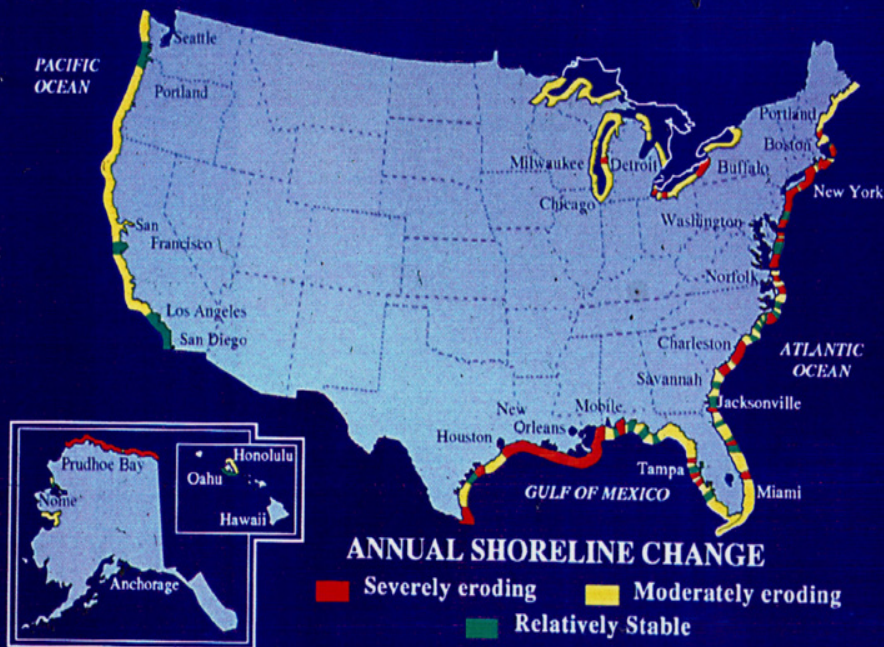 Seattle
PACIFIC
OCEAN
Portland
Portland
Boston
Milwaukee
Detroit
Buffalo
New York
Chicago
Washington
San
Francisco
Norfolk
Los Angeles
San Diego
Charleston
ATLANTIC
OCEAN
Savannah
Jacksonville
New
Orleans
Mobile
Houston
Tampa
Miami
GULF OF MEXICO
Prudhoe Bay
Honolulu
Oahu
Nome
Hawaii
Anchorage
ANNUAL SHORELINE CHANGE
Severely eroding
Moderately eroding
Relatively Stable